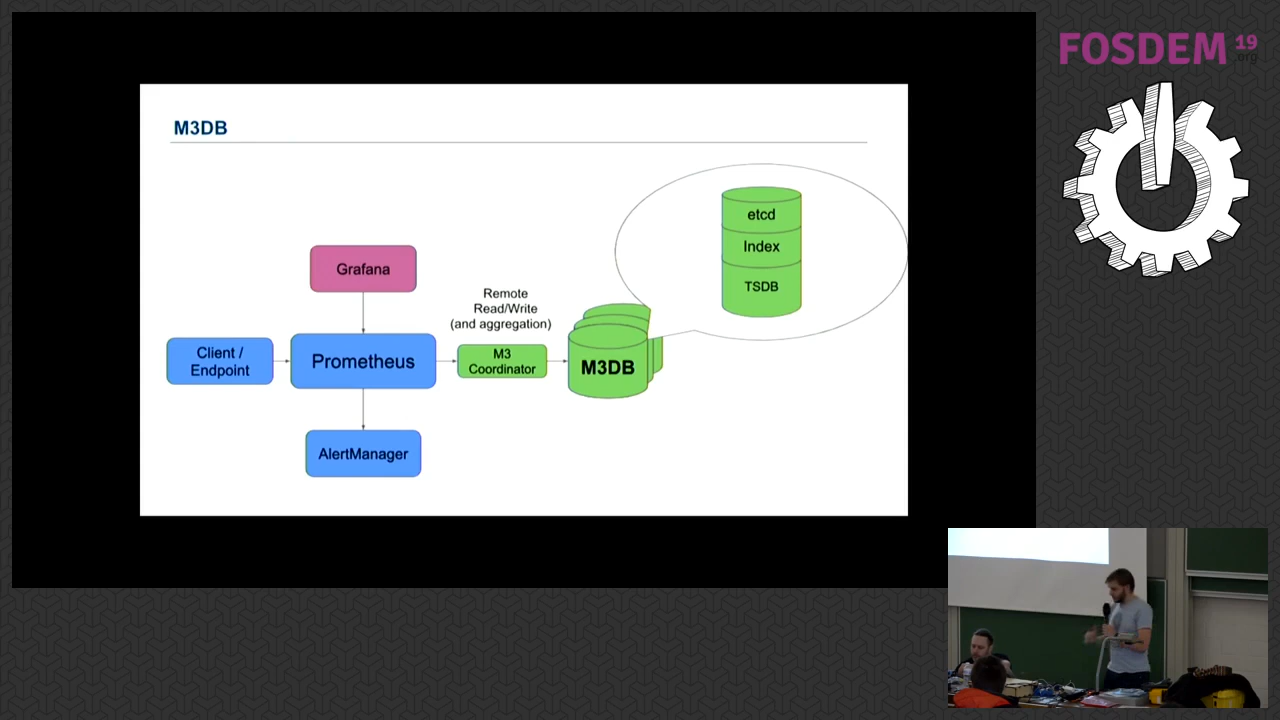 FOSDEM 19
.org
M3DB
etcd
Index
TSDB
Grafana
Remote
Read/Write
(and aggregation)
Client /
Endpoint
Prometheus
M3
Coordinator
M3DB
AlertManager